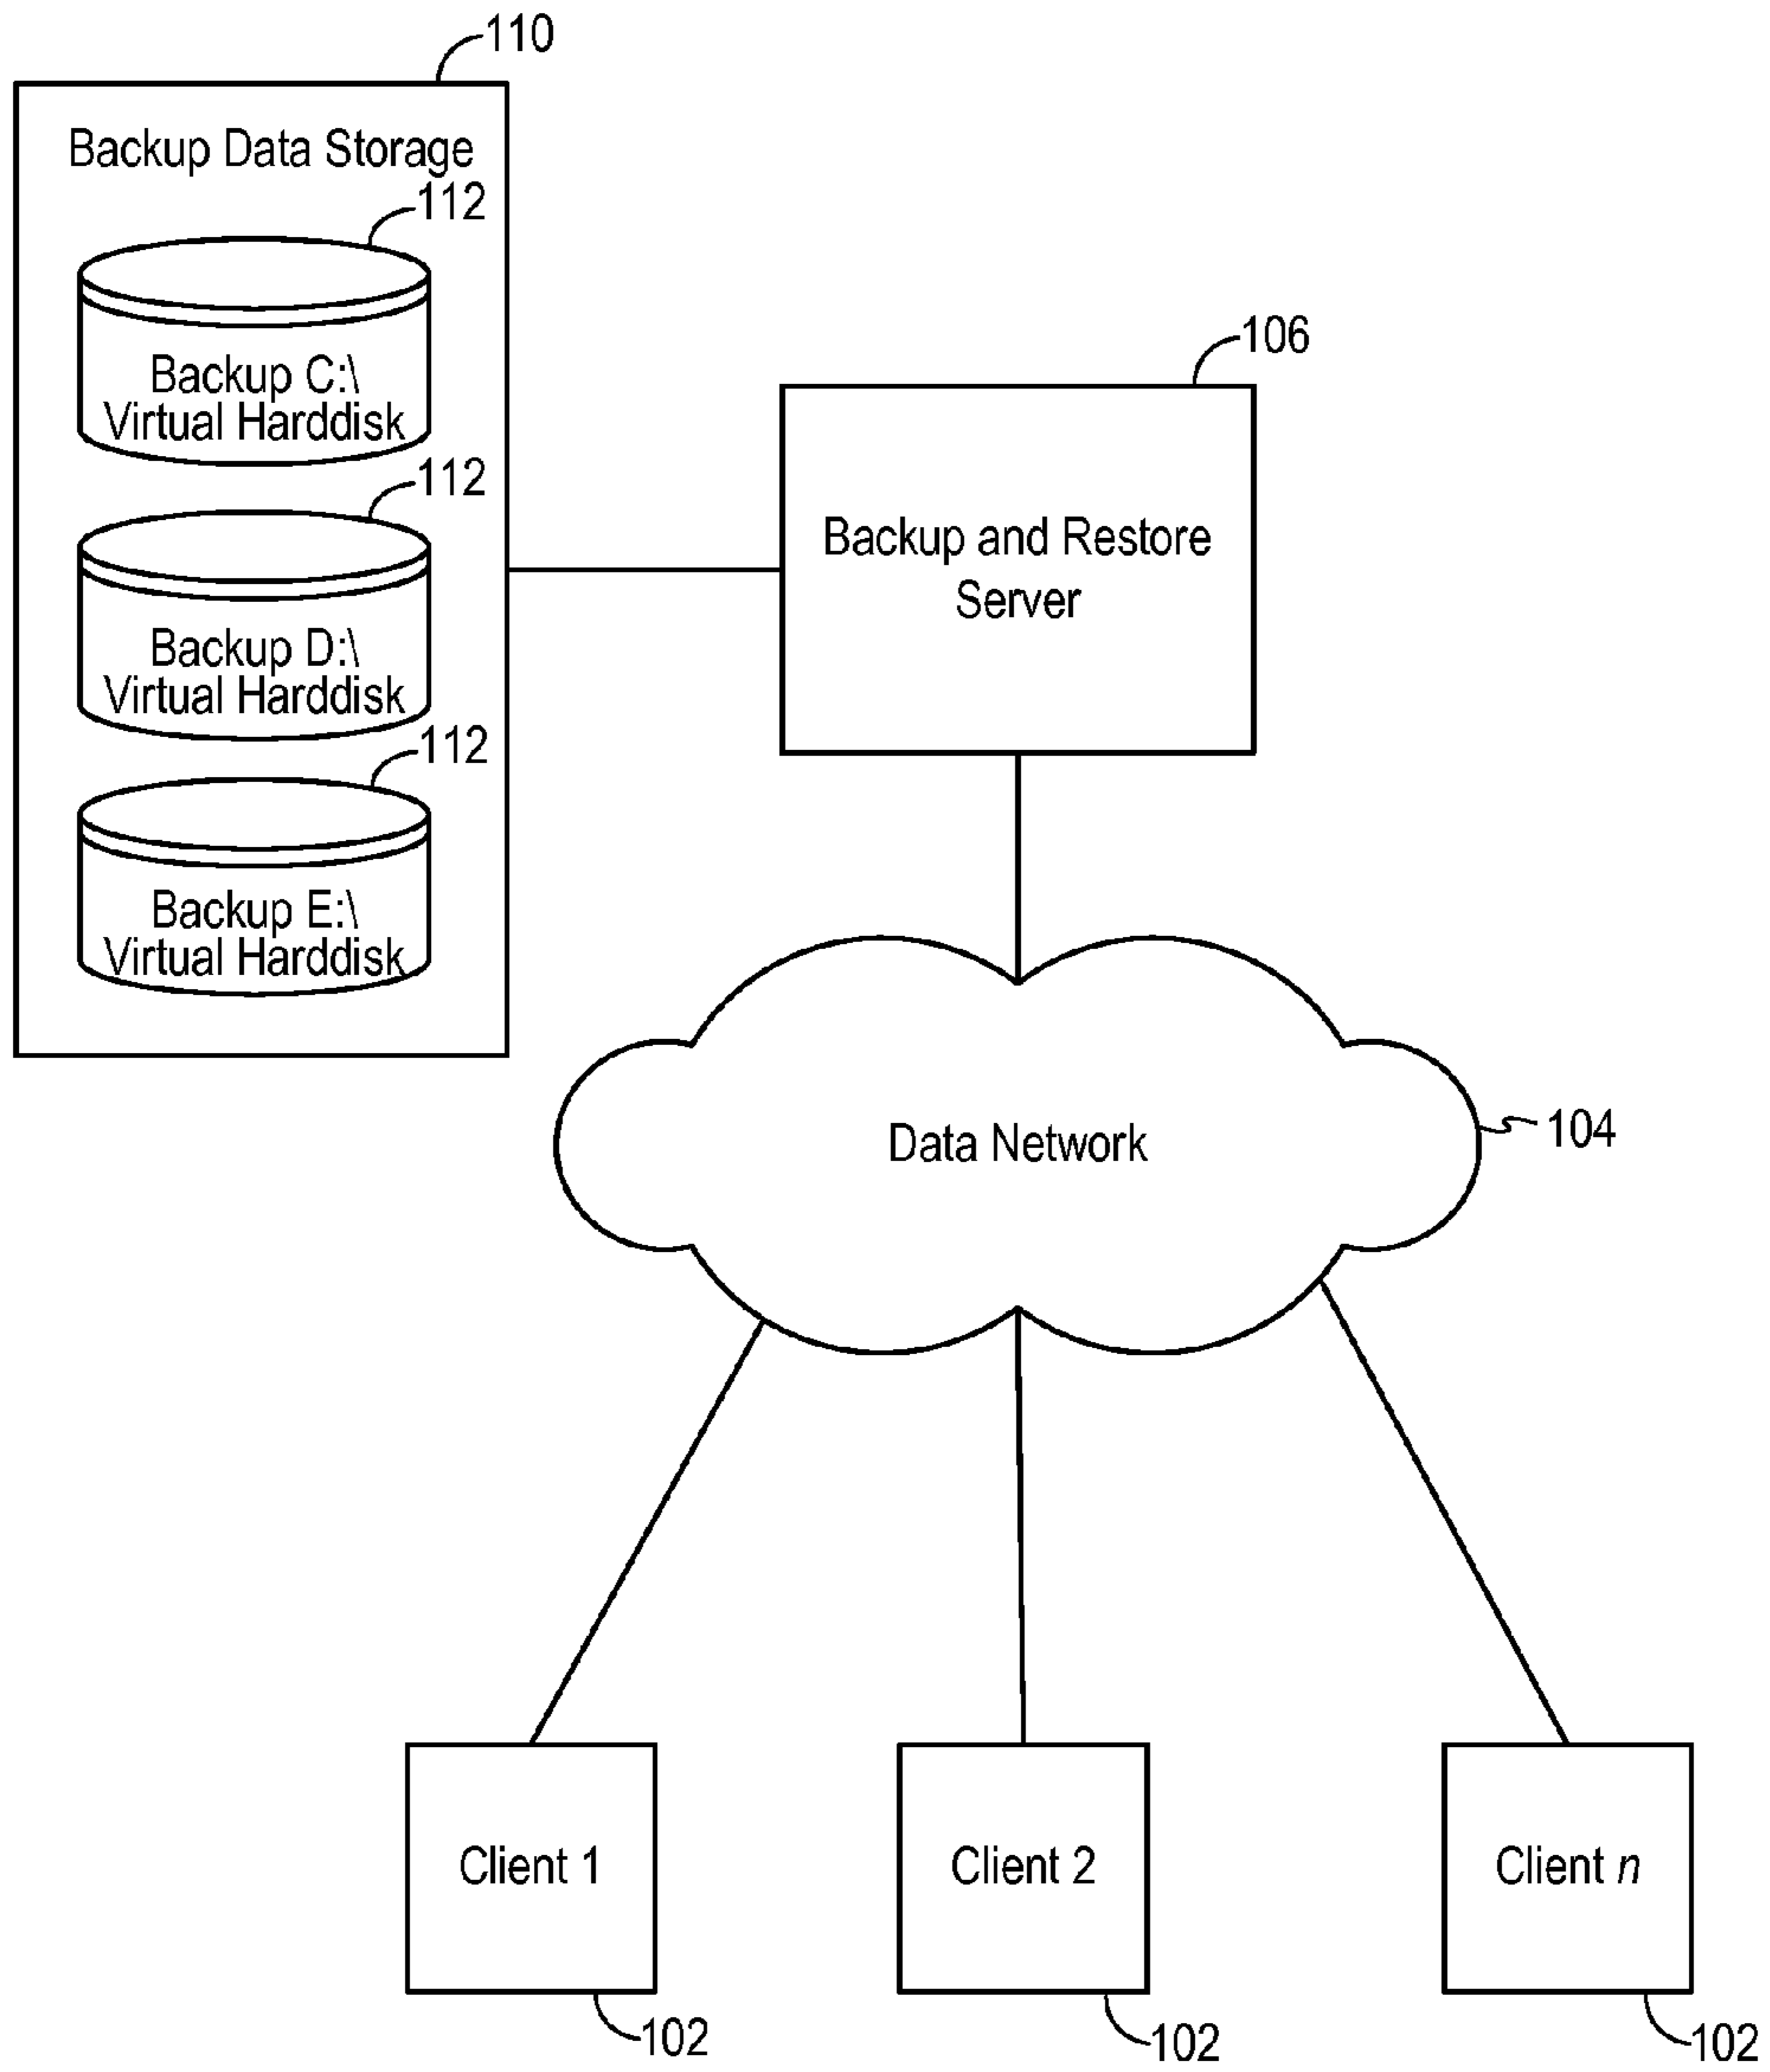 110
Backup Data Storage
112
Backup C:\
Virtual Harddisk
112
Backup D:\
Virtual Harddisk
112
Backup E:\
Virtual Harddisk
106
Backup and Restore
Server
Data Network
104
Client 1
Client 2
Client n
102
102
102